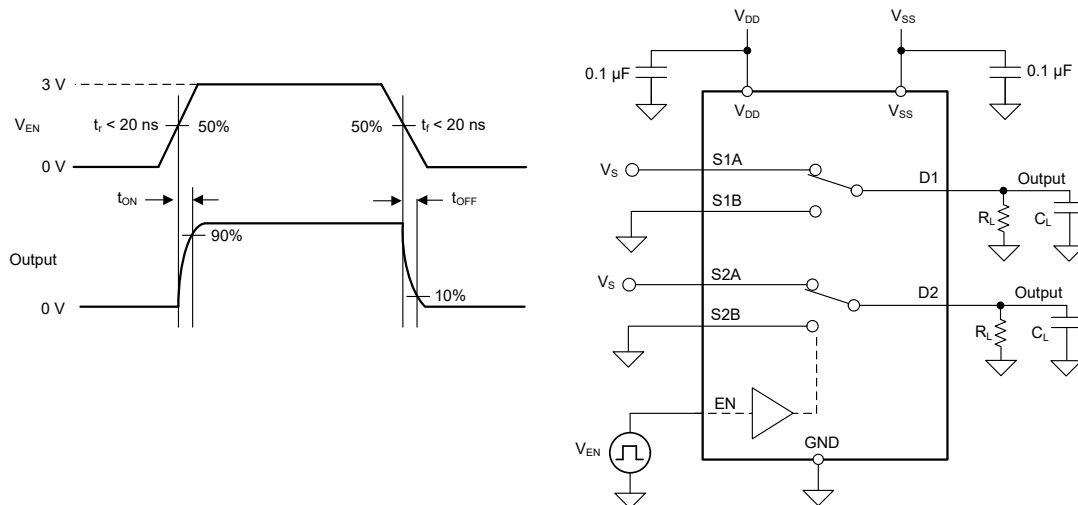 3 V
V_EN
0 V
t_r < 20 ns
50%
50%
t_f < 20 ns
t_ON
t_OFF
Output
90%
10%
0 V
V_DD
V_SS
0.1 µF
0.1 µF
V_DD
V_SS
V_S
S1A
D1
Output
S1B
R_L
C_L
V_S
S2A
D2
Output
S2B
R_L
C_L
EN
V_EN
GND